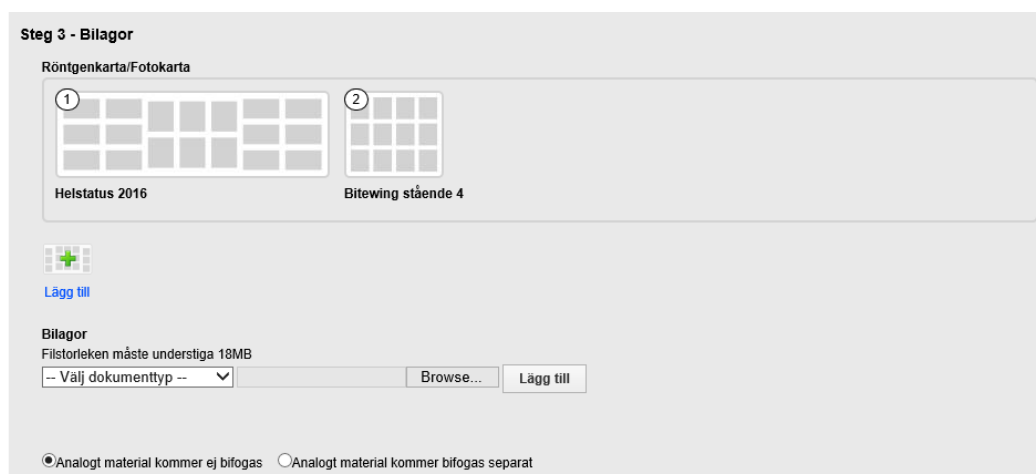 Steg 3 - Bilagor
Röntgenkarta/Fotokarta
1
2
Helstatus 2016
Bitewing stående 4
Lägg till
Bilagor
Filstorleken måste understiga 18MB
-- Välj dokumenttyp --
Browse...
Lägg till
Analogt material kommer ej bifogas
Analogt material kommer bifogas separat